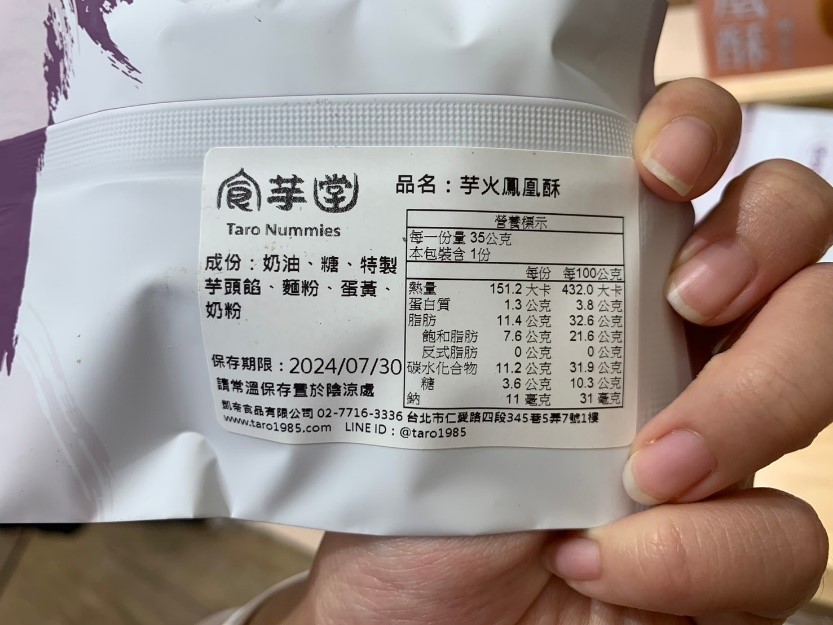 凰
酥
食芋堂
Taro Nummies
品名：芋火鳳凰酥
成份：奶油、糖、特製
芋頭餡、麵粉、蛋黃、
奶粉
保存期限：2024/07/30
請常溫保存置於陰涼處
營養標示
每一份量 35公克
本包裝含 1份
每份 每100公克
熱量 151.2 大卡 432.0 大卡
蛋白質 1.3 公克 3.8 公克
脂肪 11.4 公克 32.6 公克
飽和脂肪 7.6 公克 21.6 公克
反式脂肪 0 公克 0 公克
碳水化合物 11.2 公克 31.9 公克
糖 3.6 公克 10.3 公克
鈉 11 毫克 31 毫克
凱帝食品有限公司 02-7716-3336 台北市仁愛路四段345巷5弄7號1樓
www.taro1985.com LINE ID：@taro1985